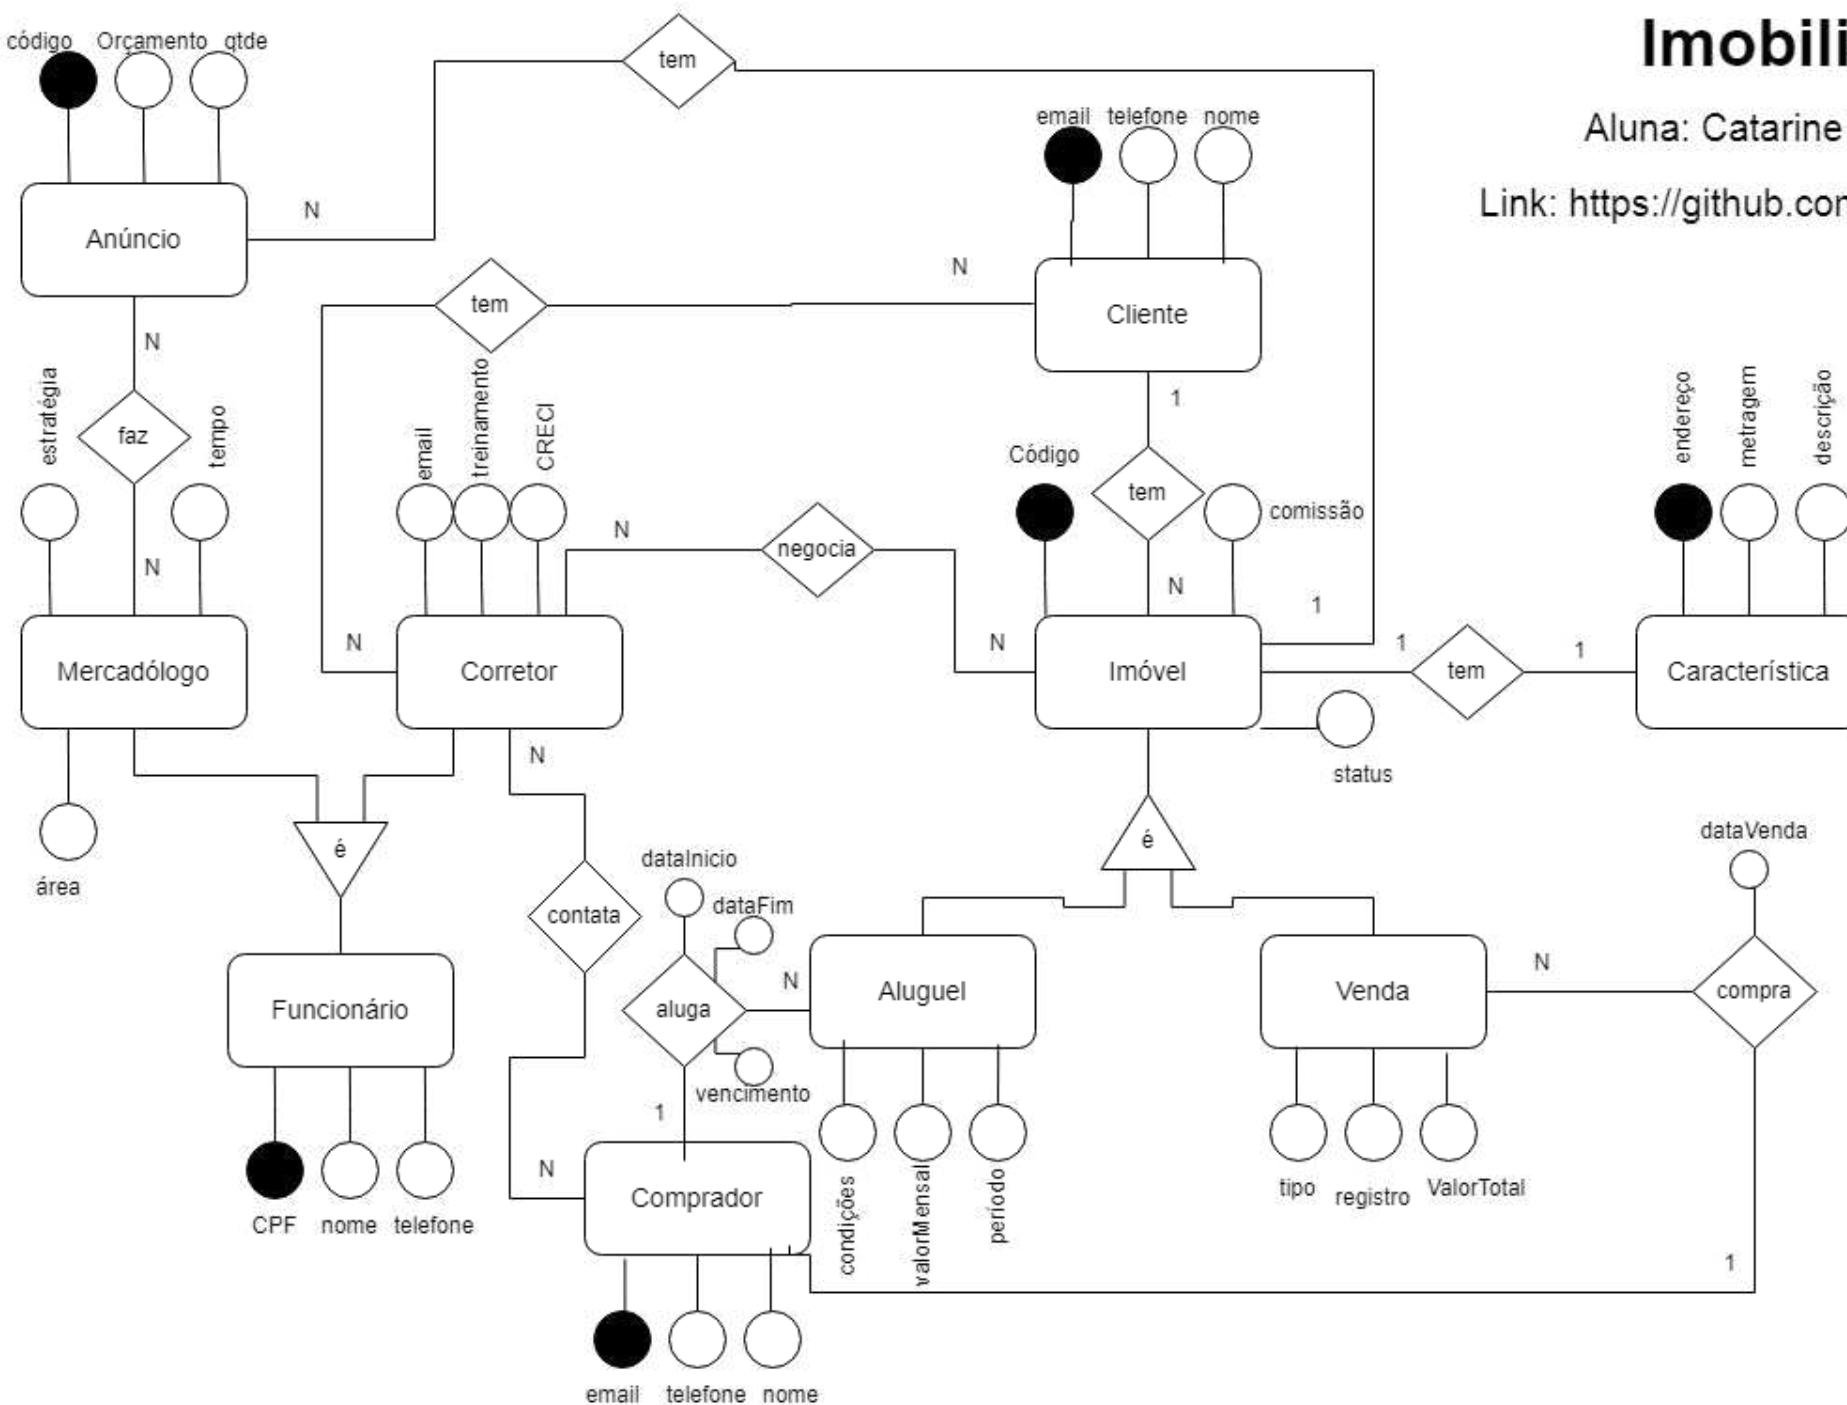 Imobili
Aluna: Catarine
Link: https://github.con
código Orçamento qtde
tem
email telefone nome
Anúncio
N
N
tem
Cliente
N
1
estratégia
faz
tempo
email
treinamento
CRECI
Código
tem
comissão
endereço
metragem
descrição
N
N
negocia
N
1
N
N
1
1
Mercadólogo
Corretor
Imóvel
tem
Característica
N
status
é
é
dataVenda
área
dataInicio
dataFim
contata
N
N
Funcionário
aluga
Aluguel
Venda
compra
vencimento
1
N
Comprador
condições
valorMensal
período
tipo
registro
ValorTotal
CPF nome telefone
1
email telefone nome